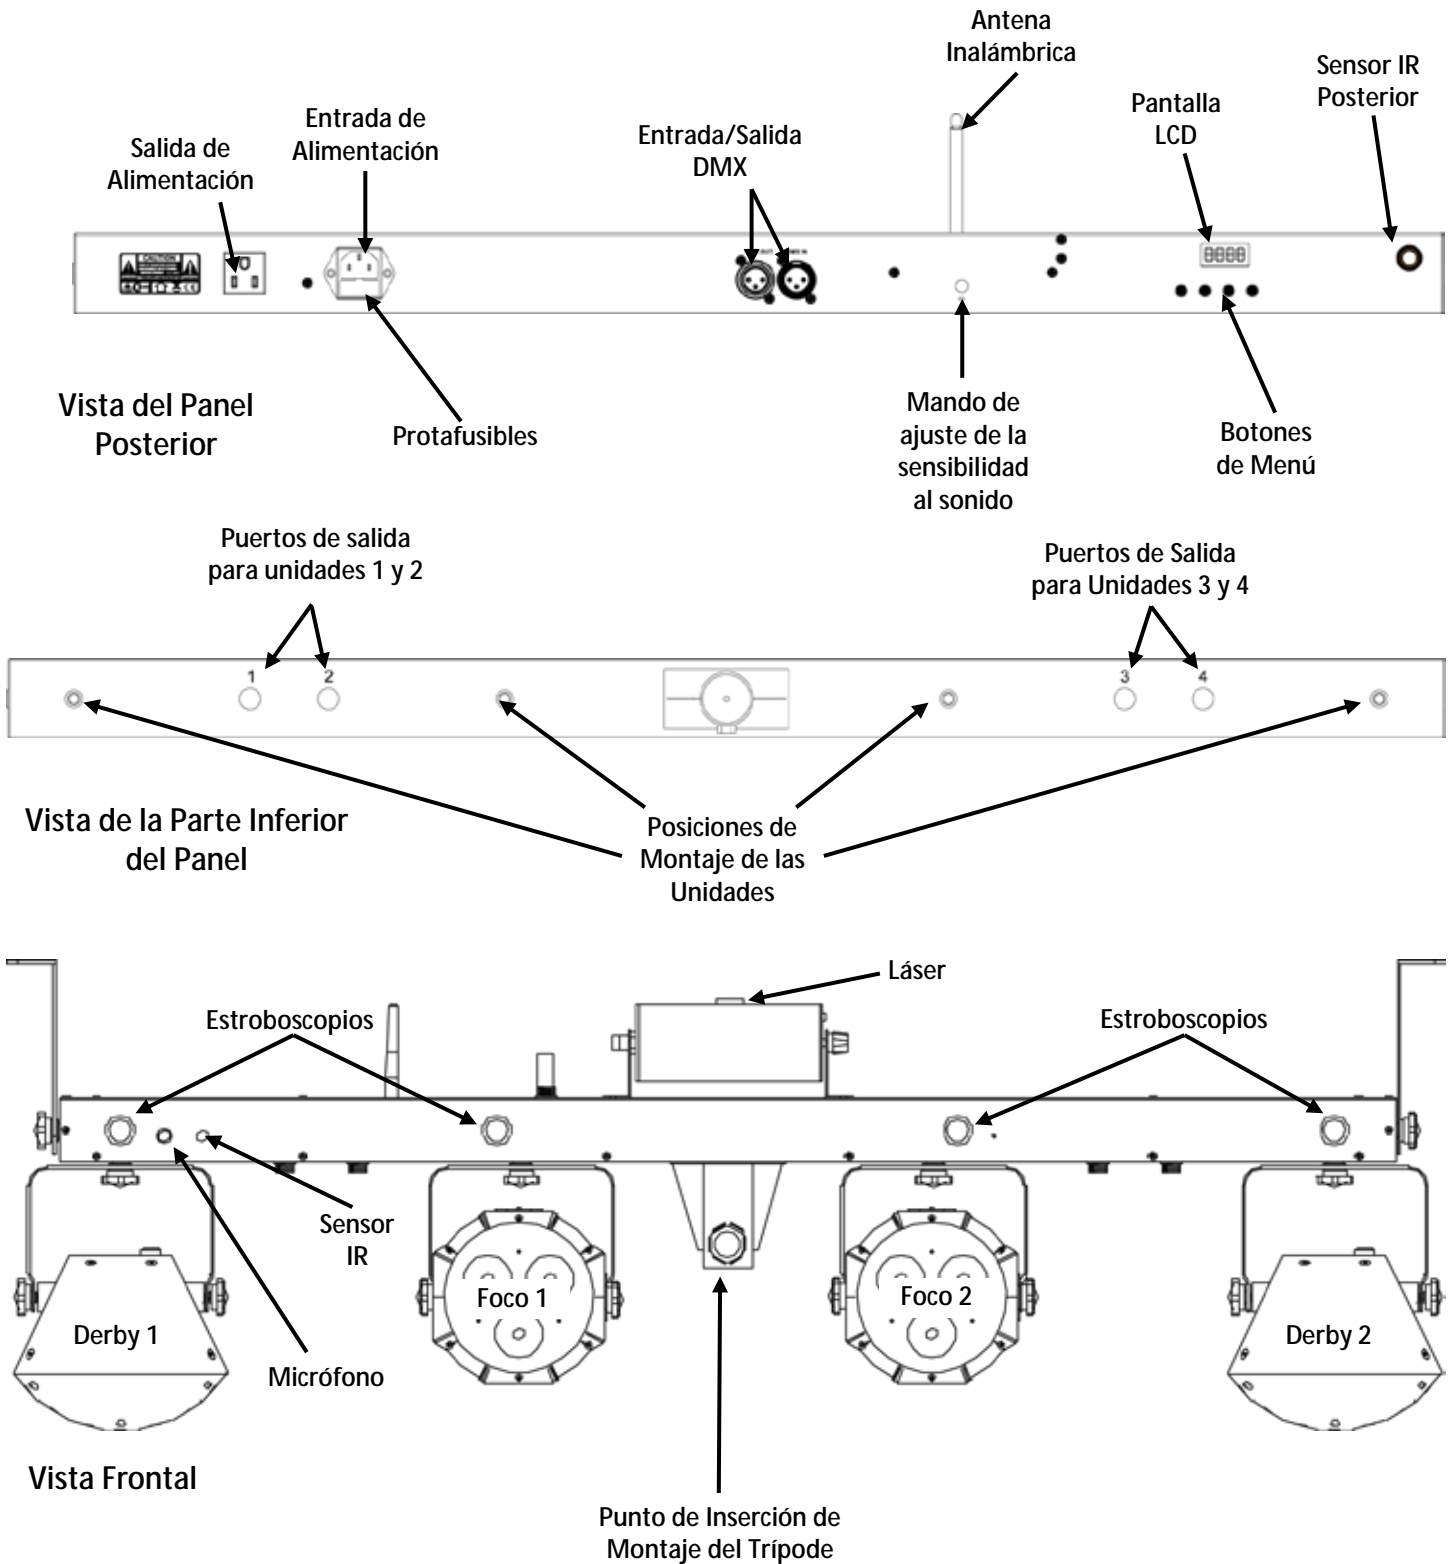 Antena
Inalámbrica
Sensor IR
Posterior
Pantalla
LCD
Entrada de
Alimentación
Entrada/Salida
DMX
Salida de
Alimentación
CAUTION
OUT
IN
Vista del Panel
Posterior
Protafusibles
Mando de
ajuste de la
sensibilidad
al sonido
Botones
de Menú
Puertos de salida
para unidades 1 y 2
Puertos de Salida
para Unidades 3 y 4
1
2
3
4
Vista de la Parte Inferior
del Panel
Posiciones de
Montaje de las
Unidades
Láser
Estroboscopios
Estroboscopios
Sensor
IR
Foco 1
Foco 2
Derby 1
Derby 2
Micrófono
Vista Frontal
Punto de Inserción de
Montaje del Trípode